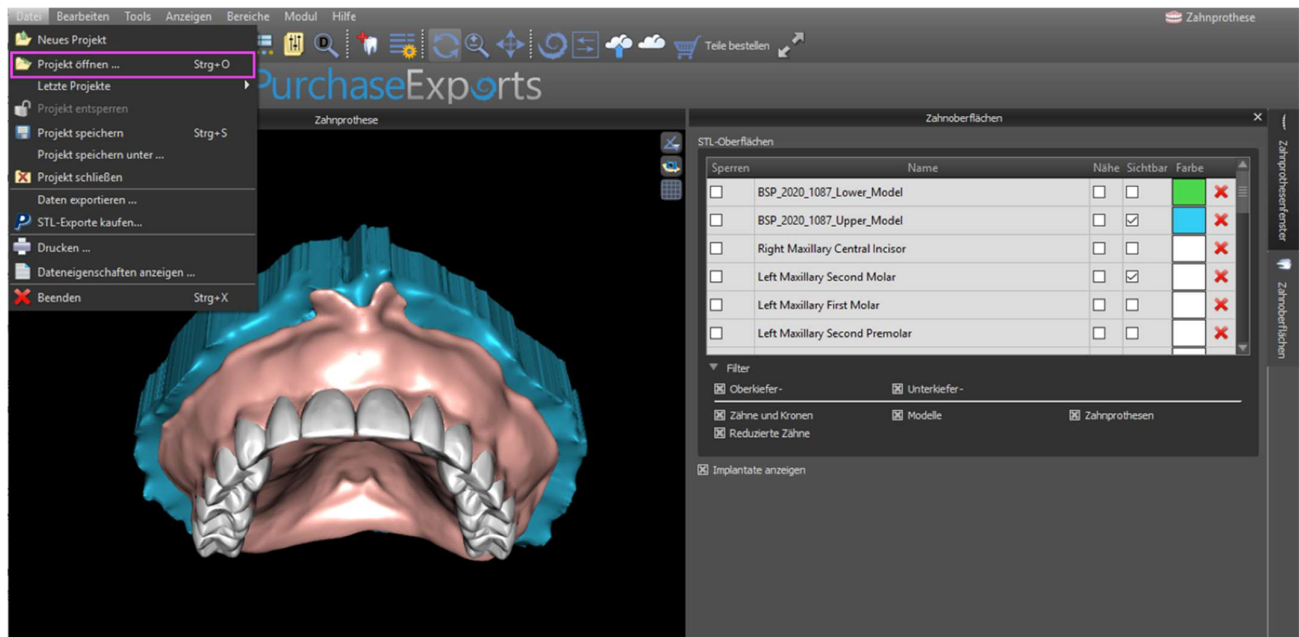 Datei Bearbeiten Tools Anzeigen Bereiche Modul Hilfe
Zahnprothese
Neues Projekt
Projekt öffnen ... Strg+O
Letzte Projekte
Projekt entsperren
Projekt speichern Strg+S
Projekt speichern unter ...
Projekt schließen
Daten exportieren ...
STL-Exporte kaufen...
Drucken ...
Dateneigenschaften anzeigen ...
Beenden Strg+X
Teile bestellen
PurchaseExports
Zahnprothese
Zahnoberflächen
STL-Oberflächen
Sperren Name Nähe Sichtbar Farbe
BSP_2020_1087_Lower_Model
BSP_2020_1087_Upper_Model
Right Maxillary Central Incisor
Left Maxillary Second Molar
Left Maxillary First Molar
Left Maxillary Second Premolar
Filter
Oberkiefer- Unterkiefer-
Zähne und Kronen Modelle Zahnprothesen
Reduzierte Zähne
Implantate anzeigen
Zahnprothesenfenster
Zahnoberflächen